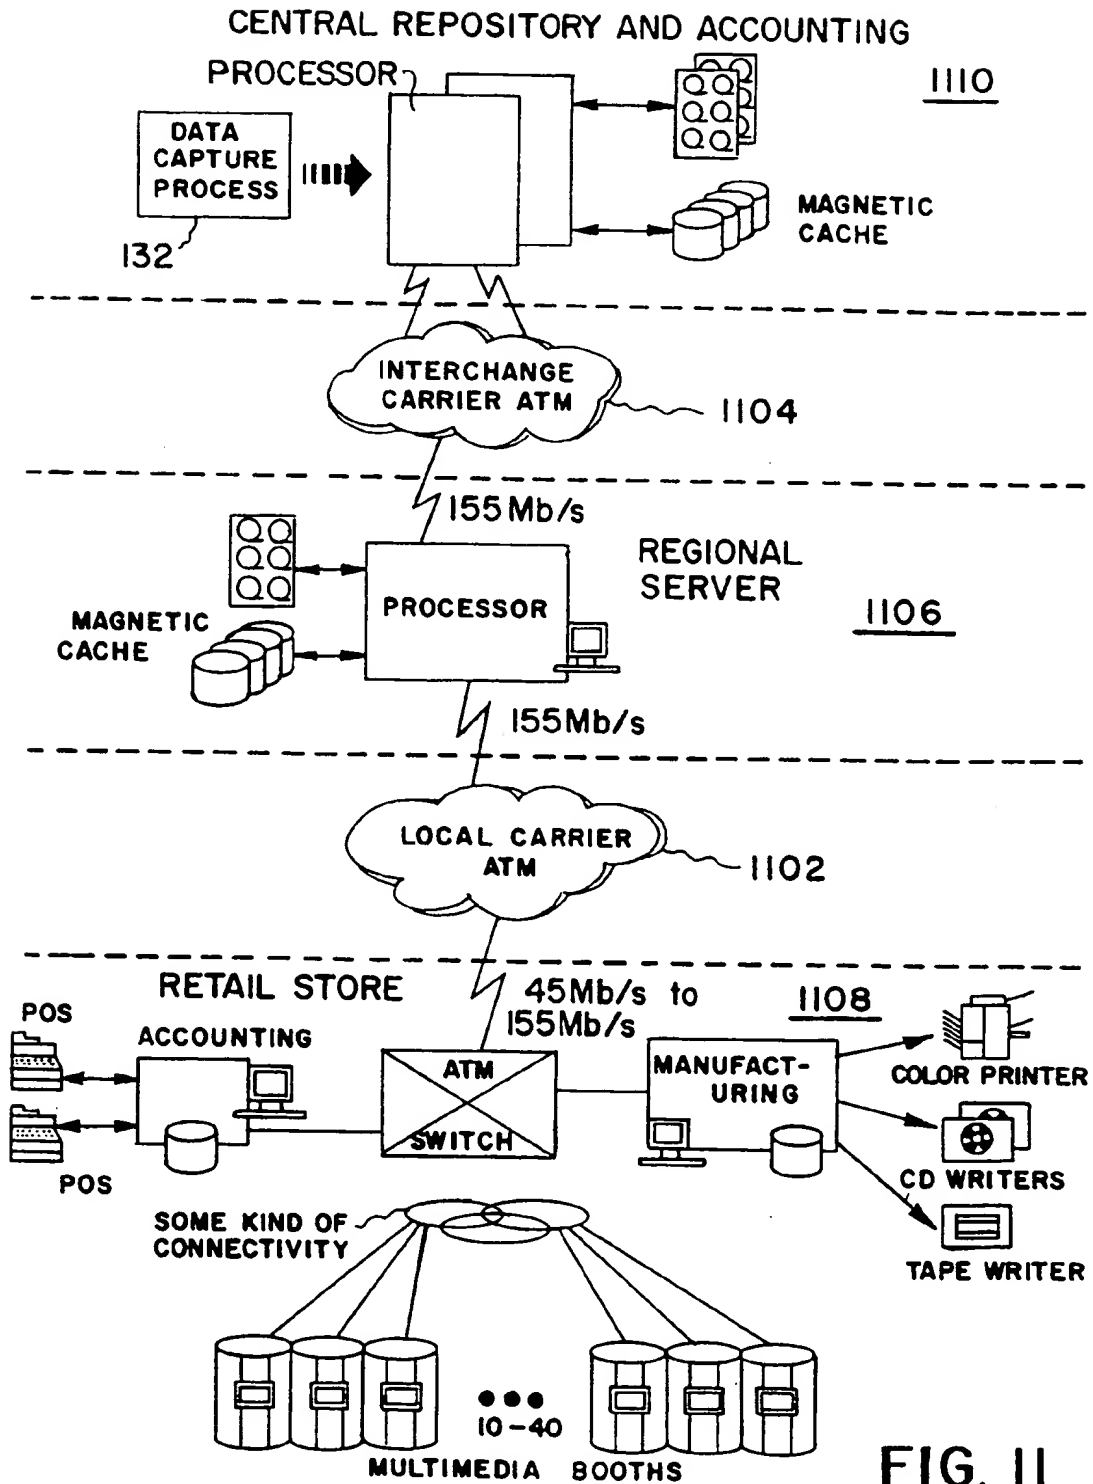 CENTRAL REPOSITORY AND ACCOUNTING
PROCESSOR
1110
DATA
CAPTURE
PROCESS
132
MAGNETIC
CACHE
INTERCHANGE
CARRIER ATM
1104
155Mb/s
REGIONAL
SERVER
1106
PROCESSOR
MAGNETIC
CACHE
155Mb/s
LOCAL CARRIER
ATM
1102
RETAIL STORE
45Mb/s to
155Mb/s
1108
POS
ACCOUNTING
ATM
SWITCH
MANUFACT-
URING
COLOR PRINTER
POS
CD WRITERS
SOME KIND OF
CONNECTIVITY
TAPE WRITER
10-40
MULTIMEDIA BOOTHS
FIG. 11